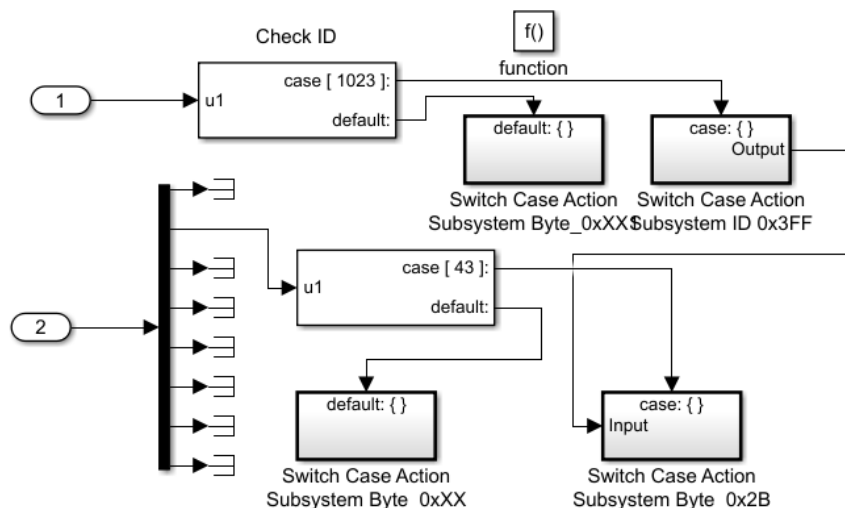 Check ID
f()
function
1
u1
case [ 1023 ]:
default:
default: { }
Switch Case Action
Subsystem Byte_0xXX1
case: { }
Output
Switch Case Action
Subsystem ID 0x3FF
2
u1
case [ 43 ]:
default:
default: { }
Switch Case Action
Subsystem Byte_0xXX
case: { }
Input
Switch Case Action
Subsystem Byte_0x2B